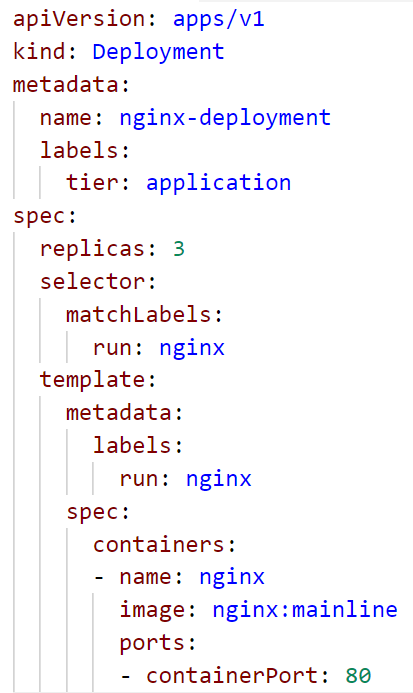 apiVersion: apps/v1
kind: Deployment
metadata:
  name: nginx-deployment
  labels:
    tier: application
spec:
  replicas: 3
  selector:
    matchLabels:
      run: nginx
  template:
    metadata:
      labels:
        run: nginx
    spec:
      containers:
      - name: nginx
        image: nginx:mainline
        ports:
        - containerPort: 80